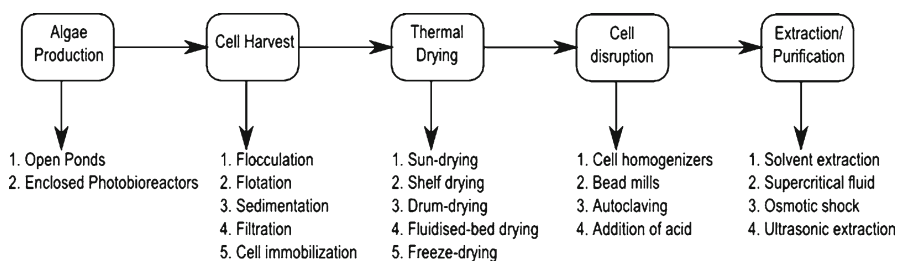 Algae
Production
Cell Harvest
Thermal
Drying
Cell
disruption
Extraction/
Purification
1. Open Ponds
2. Enclosed Photobioreactors
1. Flocculation
2. Flotation
3. Sedimentation
4. Filtration
5. Cell immobilization
1. Sun-drying
2. Shelf drying
3. Drum-drying
4. Fluidised-bed drying
5. Freeze-drying
1. Cell homogenizers
2. Bead mills
3. Autoclaving
4. Addition of acid
1. Solvent extraction
2. Supercritical fluid
3. Osmotic shock
4. Ultrasonic extraction